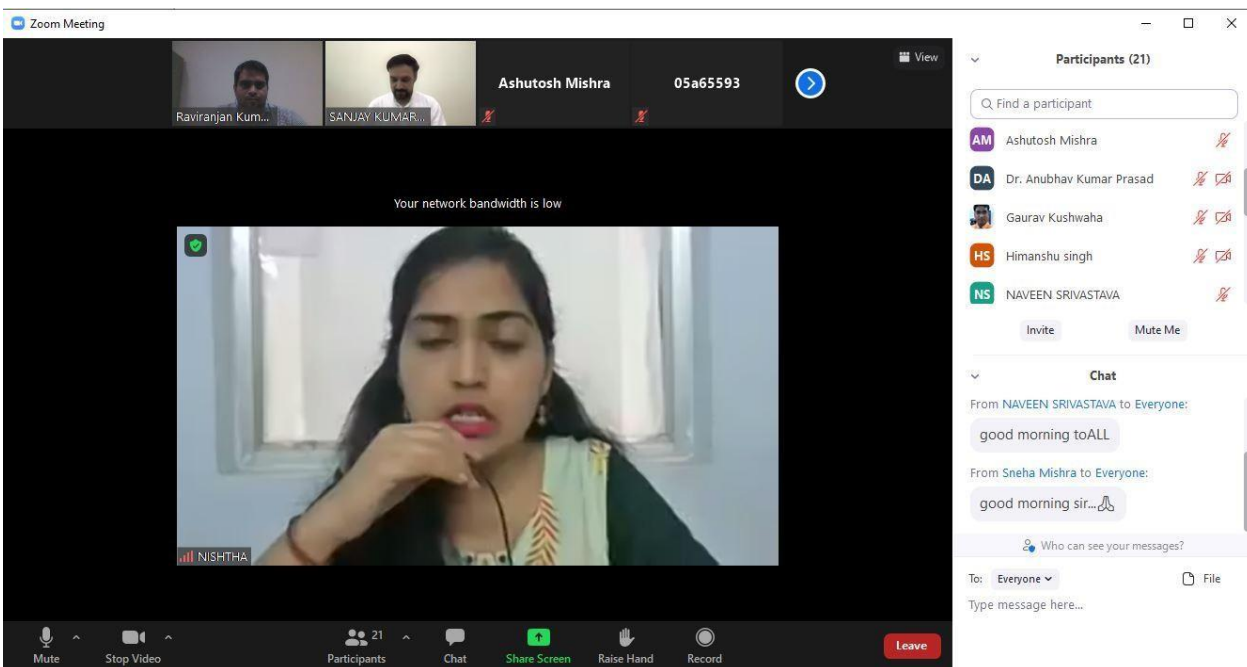 Zoom Meeting
View
Raviranjan Kum...
SANJAY KUMAR...
Ashutosh Mishra
05a65593
Your network bandwidth is low
NISHTHA
Mute
Stop Video
21
Participants
Chat
Share Screen
Raise Hand
Record
Leave
Participants (21)
Find a participant
AM Ashutosh Mishra
DA Dr. Anubhav Kumar Prasad
Gaurav Kushwaha
HS Himanshu singh
NS NAVEEN SRIVASTAVA
Invite Mute Me
Chat
From NAVEEN SRIVASTAVA to Everyone:
good morning toALL
From Sneha Mishra to Everyone:
good morning sir...🙏
Who can see your messages?
To: Everyone File
Type message here...